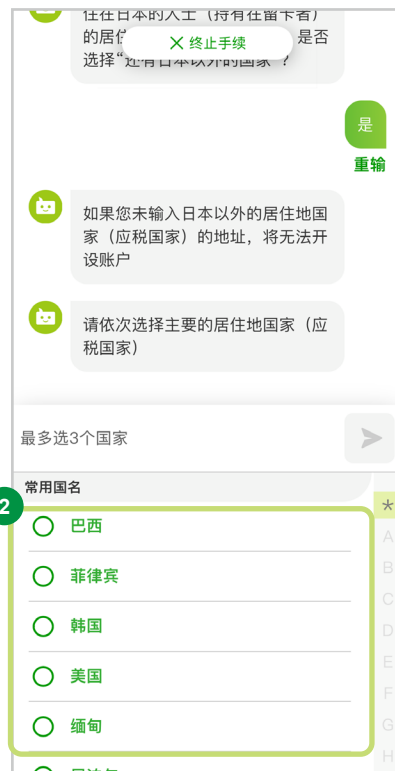 住在日本的人士（持有在留卡者）
的居住
终止手续
是否
选择“还有日本以外的国家”？
是
重输
如果您未输入日本以外的居住地国
家（应税国家）的地址，将无法开
设账户
请依次选择主要的居住地国家（应
税国家）
最多选3个国家
常用国名
2
巴西
菲律宾
韩国
美国
缅甸
*
A
B
C
D
E
F
G
H